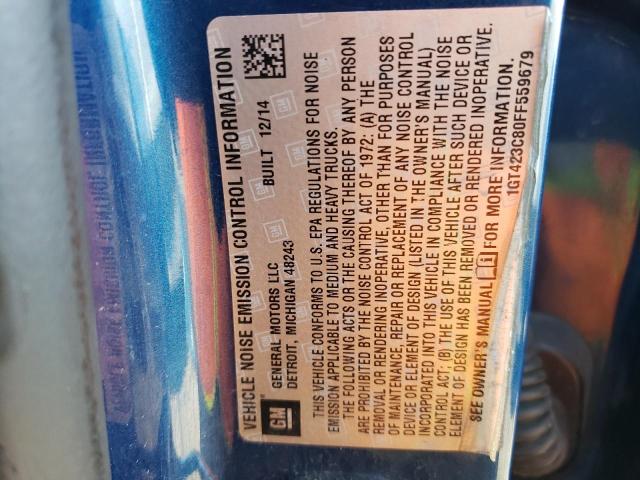 VEHICLE NOISE EMISSION CONTROL INFORMATION
GM
GENERAL MOTORS LLC
DETROIT, MICHIGAN 48243
BUILT 12/14
THIS VEHICLE CONFORMS TO U.S. EPA REGULATIONS FOR NOISE
EMISSION APPLICABLE TO MEDIUM AND HEAVY TRUCKS.
THE FOLLOWING ACTS OR THE CAUSING THEREOF BY ANY PERSON
ARE PROHIBITED BY THE NOISE CONTROL ACT OF 1972: (A) THE
REMOVAL OR RENDERING INOPERATIVE, OTHER THAN FOR PURPOSES
OF MAINTENANCE, REPAIR OR REPLACEMENT OF ANY NOISE CONTROL
DEVICE OR ELEMENT OF DESIGN (LISTED IN THE OWNER'S MANUAL)
INCORPORATED INTO THIS VEHICLE IN COMPLIANCE WITH THE NOISE
CONTROL ACT; (B) THE USE OF THIS VEHICLE AFTER SUCH DEVICE OR
ELEMENT OF DESIGN HAS BEEN REMOVED OR RENDERED INOPERATIVE.
SEE OWNER'S MANUAL FOR MORE INFORMATION.
1GT423C80FF559679